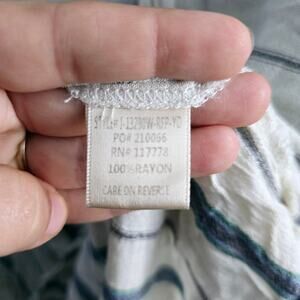 PO# 210066
RN# 117778
100%RAYON
CARE ON REVERSE